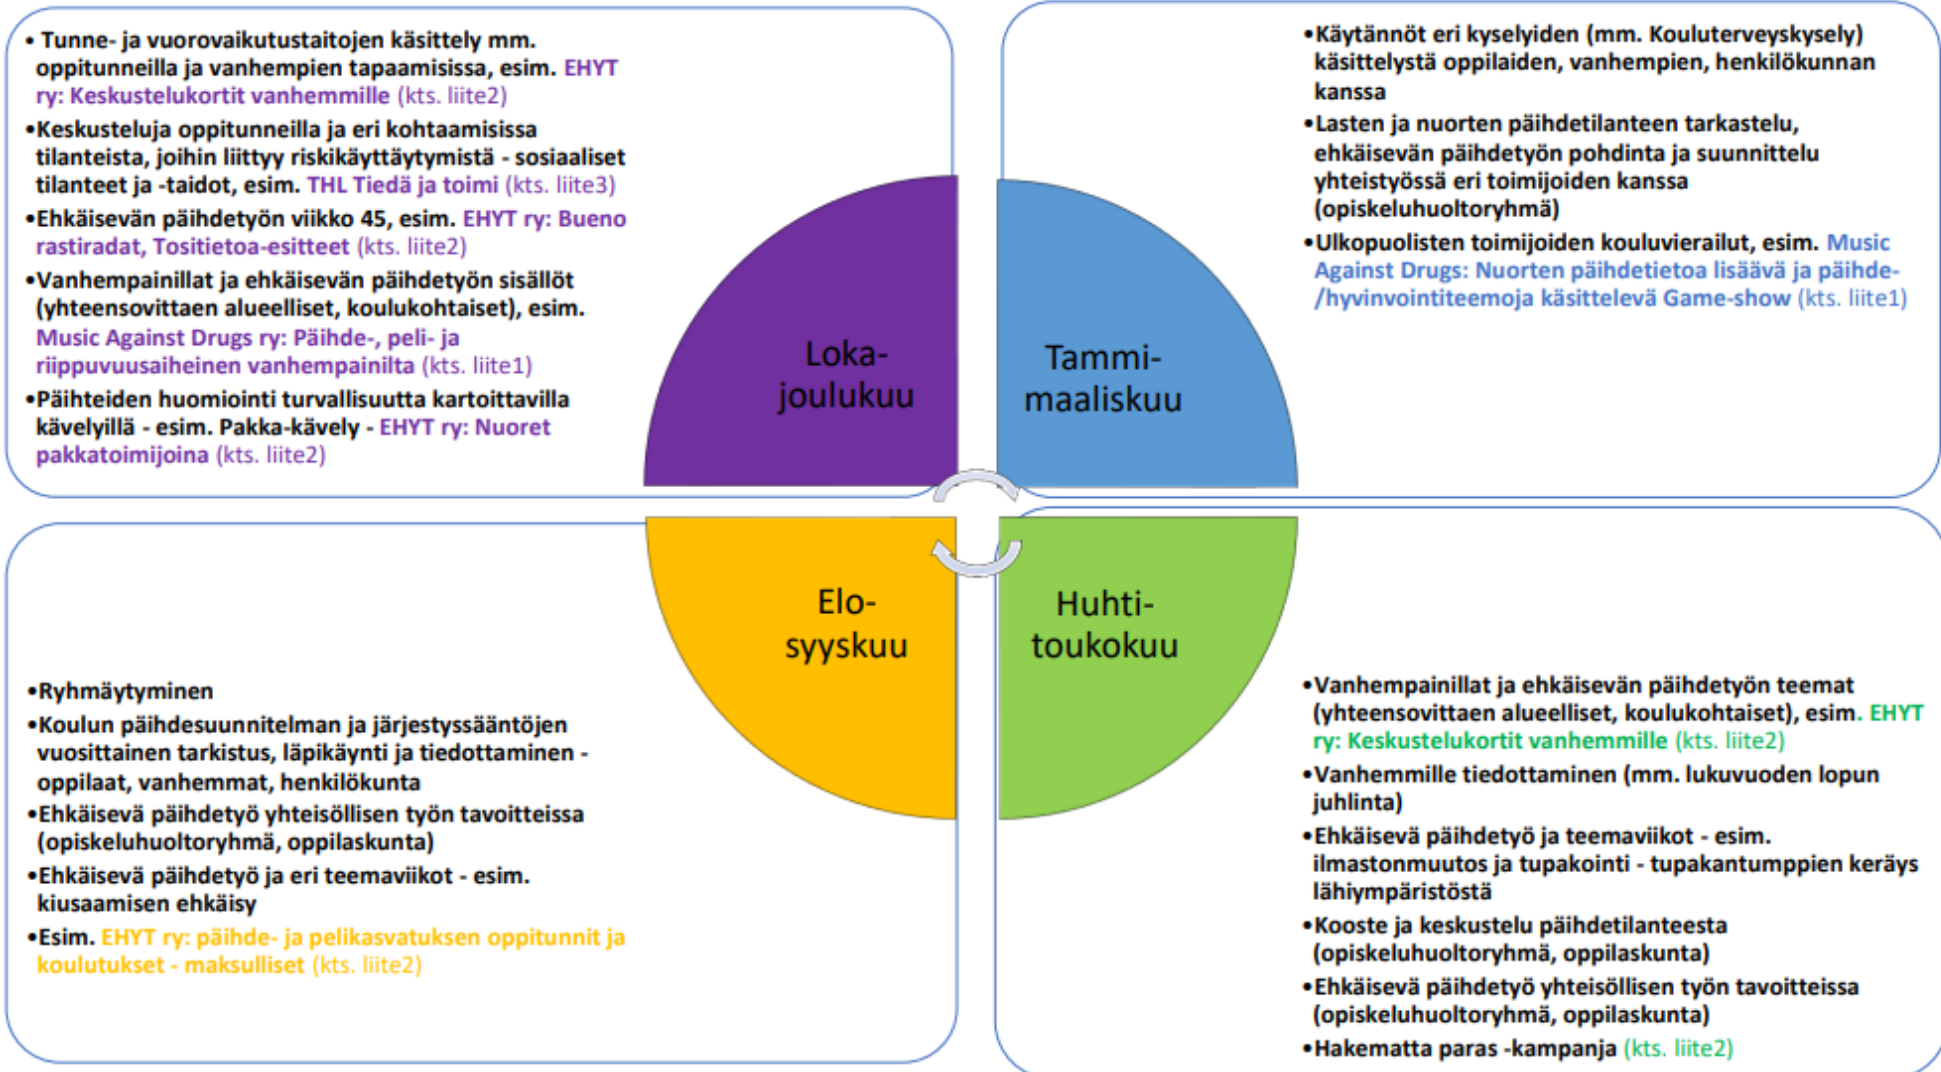 • Tunne- ja vuorovaikutustaitojen käsittely mm.
oppitunneilla ja vanhempien tapaamisissa, esim. EHYT
ry: Keskustelukortit vanhemmille (kts. liite2)
•Keskusteluja oppitunneilla ja eri kohtaamisissa
tilanteista, joihin liittyy riskikäyttäytymistä - sosiaaliset
tilanteet ja -taidot, esim. THL Tiedä ja toimi (kts. liite3)
•Ehkäisevän päihdetyön viikko 45, esim. EHYT ry: Bueno
rastiradat, Tositietoa-esitteet (kts. liite2)
•Vanhempainillat ja ehkäisevän päihdetyön sisällöt
(yhteensovittaen alueelliset, koulukohtaiset), esim.
Music Against Drugs ry: Päihde-, peli- ja
riippuvuusaiheinen vanhempainilta (kts. liite1)
•Päihteiden huomiointi turvallisuutta kartoittavilla
kävelyillä - esim. Pakka-kävely - EHYT ry: Nuoret
pakkatoimijoina (kts. liite2)
Loka-
joulukuu
•Käytännöt eri kyselyiden (mm. Kouluterveyskysely)
käsittelystä oppilaiden, vanhempien, henkilökunnan
kanssa
•Lasten ja nuorten päihdetilanteen tarkastelu,
ehkäisevän päihdetyön pohdinta ja suunnittelu
yhteistyössä eri toimijoiden kanssa
(opiskeluhuoltoryhmä)
•Ulkopuolisten toimijoiden kouluvierailut, esim. Music
Against Drugs: Nuorten päihdetietoa lisäävä ja päihde-
/hyvinvointiteemoja käsittelevä Game-show (kts. liite1)
Tammi-
maaliskuu
•Ryhmäytyminen
•Koulun päihdesuunnitelman ja järjestyssääntöjen
vuosittainen tarkistus, läpikäynti ja tiedottaminen -
oppilaat, vanhemmat, henkilökunta
•Ehkäisevä päihdetyö yhteisöllisen työn tavoitteissa
(opiskeluhuoltoryhmä, oppilaskunta)
•Ehkäisevä päihdetyö ja eri teemaviikot - esim.
kiusaamisen ehkäisy
•Esim. EHYT ry: päihde- ja pelikasvatuksen oppitunnit ja
koulutukset - maksulliset (kts. liite2)
Elo-
syyskuu
Huhti-
toukokuu
•Vanhempainillat ja ehkäisevän päihdetyön teemat
(yhteensovittaen alueelliset, koulukohtaiset), esim. EHYT
ry: Keskustelukortit vanhemmille (kts. liite2)
•Vanhemmille tiedottaminen (mm. lukuvuoden lopun
juhlinta)
•Ehkäisevä päihdetyö ja teemaviikot - esim.
ilmastonmuutos ja tupakointi - tupakantumppien keräys
lähiympäristöstä
•Kooste ja keskustelu päihdetilanteesta
(opiskeluhuoltoryhmä, oppilaskunta)
•Ehkäisevä päihdetyö yhteisöllisen työn tavoitteissa
(opiskeluhuoltoryhmä, oppilaskunta)
•Hakematta paras -kampanja (kts. liite2)